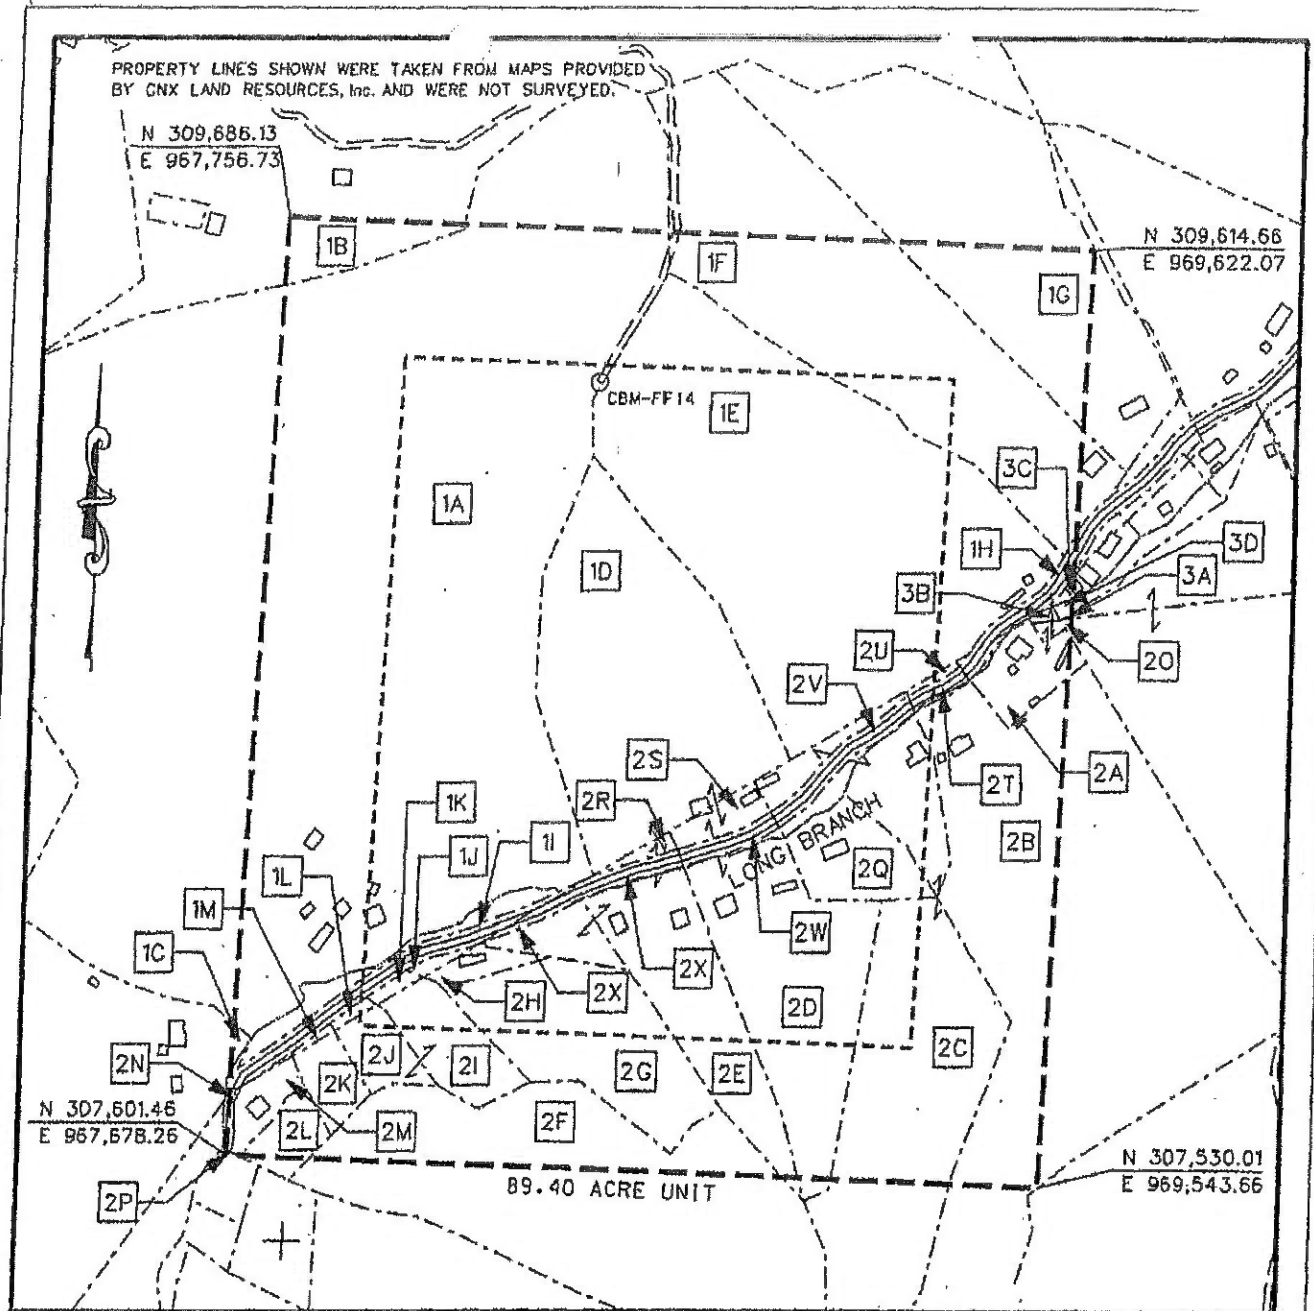 PROPERTY LINES SHOWN WERE TAKEN FROM MAPS PROVIDED
BY CNX LAND RESOURCES, Inc. AND WERE NOT SURVEYED.
N 309,686.13
E 967,756.73
N 309,614.66
E 969,622.07
1B
1F
1G
CBM-FF14
1E
1A
3C
1D
1H
3D
3A
3B
2U
2O
2V
2S
2T
2A
2R
1K
LONG BRANCH
2B
1J
1I
2Q
1L
1M
2W
1C
2X
2H
2X
2D
2N
2J
2I
2G
2E
2C
2K
N 307,601.46
E 967,678.26
2L
2M
2F
N 307,530.01
E 969,543.66
89.40 ACRE UNIT
2P